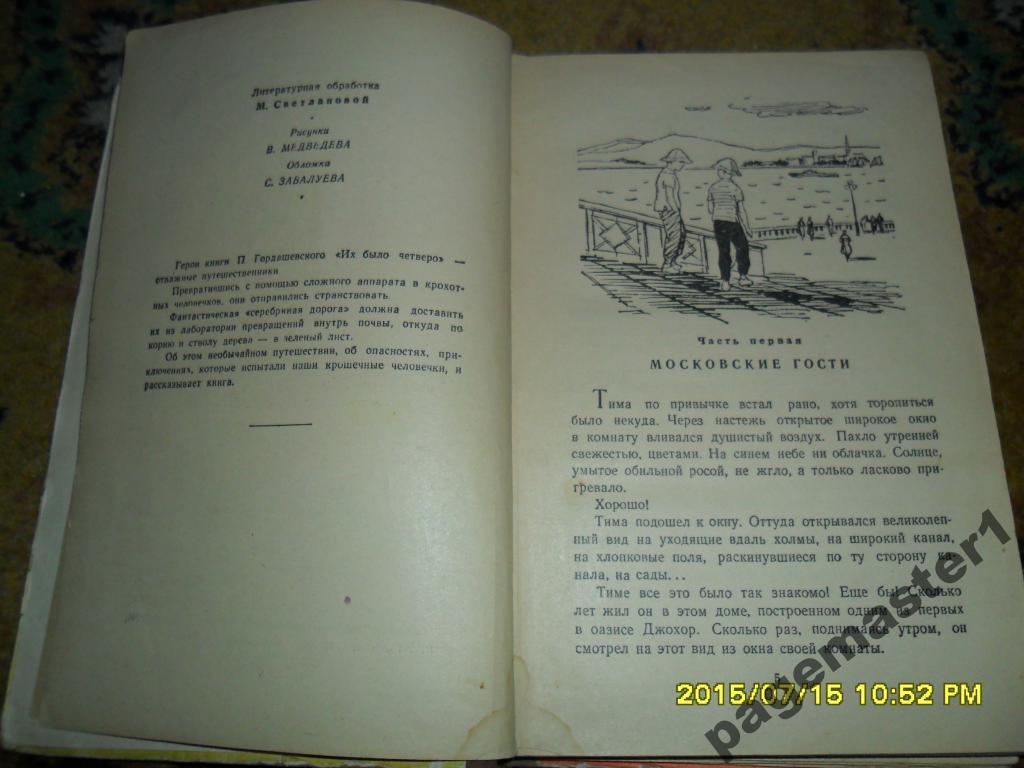 Литературная обработка
М. Светлановой
Рисунки
В. МЕДВЕДЕВА
Обложка
С. ЗАБАЛУЕВА
Герои книги П Гордашевского «Их было четверо» —
отважные путешественники
Превратившись с помощью сложного аппарата в крохот-
ных человечков, они отправились странствовать.
Фантастическая «серебряная дорога» должна доставить
их из лаборатории превращений внутрь почвы, откуда по
корню и стволу дерева — в зеленый лист.
Об этом необычайном путешествии, об опасностях, при-
ключениях, которые испытали наши крошечные человечки, и
рассказывает книга.
Часть первая
МОСКОВСКИЕ ГОСТИ
Тима по привычке встал рано, хотя торопиться
было некуда. Через настежь открытое широкое окно
в комнату вливался душистый воздух. Пахло утренней
свежестью, цветами. На синем небе ни облачка. Солнце,
умытое обильной росой, не жгло, а только ласково при-
гревало.
Хорошо!
Тима подошел к окну. Оттуда открывался великолеп-
ный вид на уходящие вдаль холмы, на широкий канал,
на хлопковые поля, раскинувшиеся по ту сторону ка-
нала, на сады...
Тиме все это было так знакомо! Еще бы! Сколько
лет жил он в этом доме, построенном одним из первых
в оазисе Джохор. Сколько раз, поднимаясь утром, он
смотрел на этот вид из окна своей комнаты.
5
2015/07/15 10:52 PM
pagemaster1